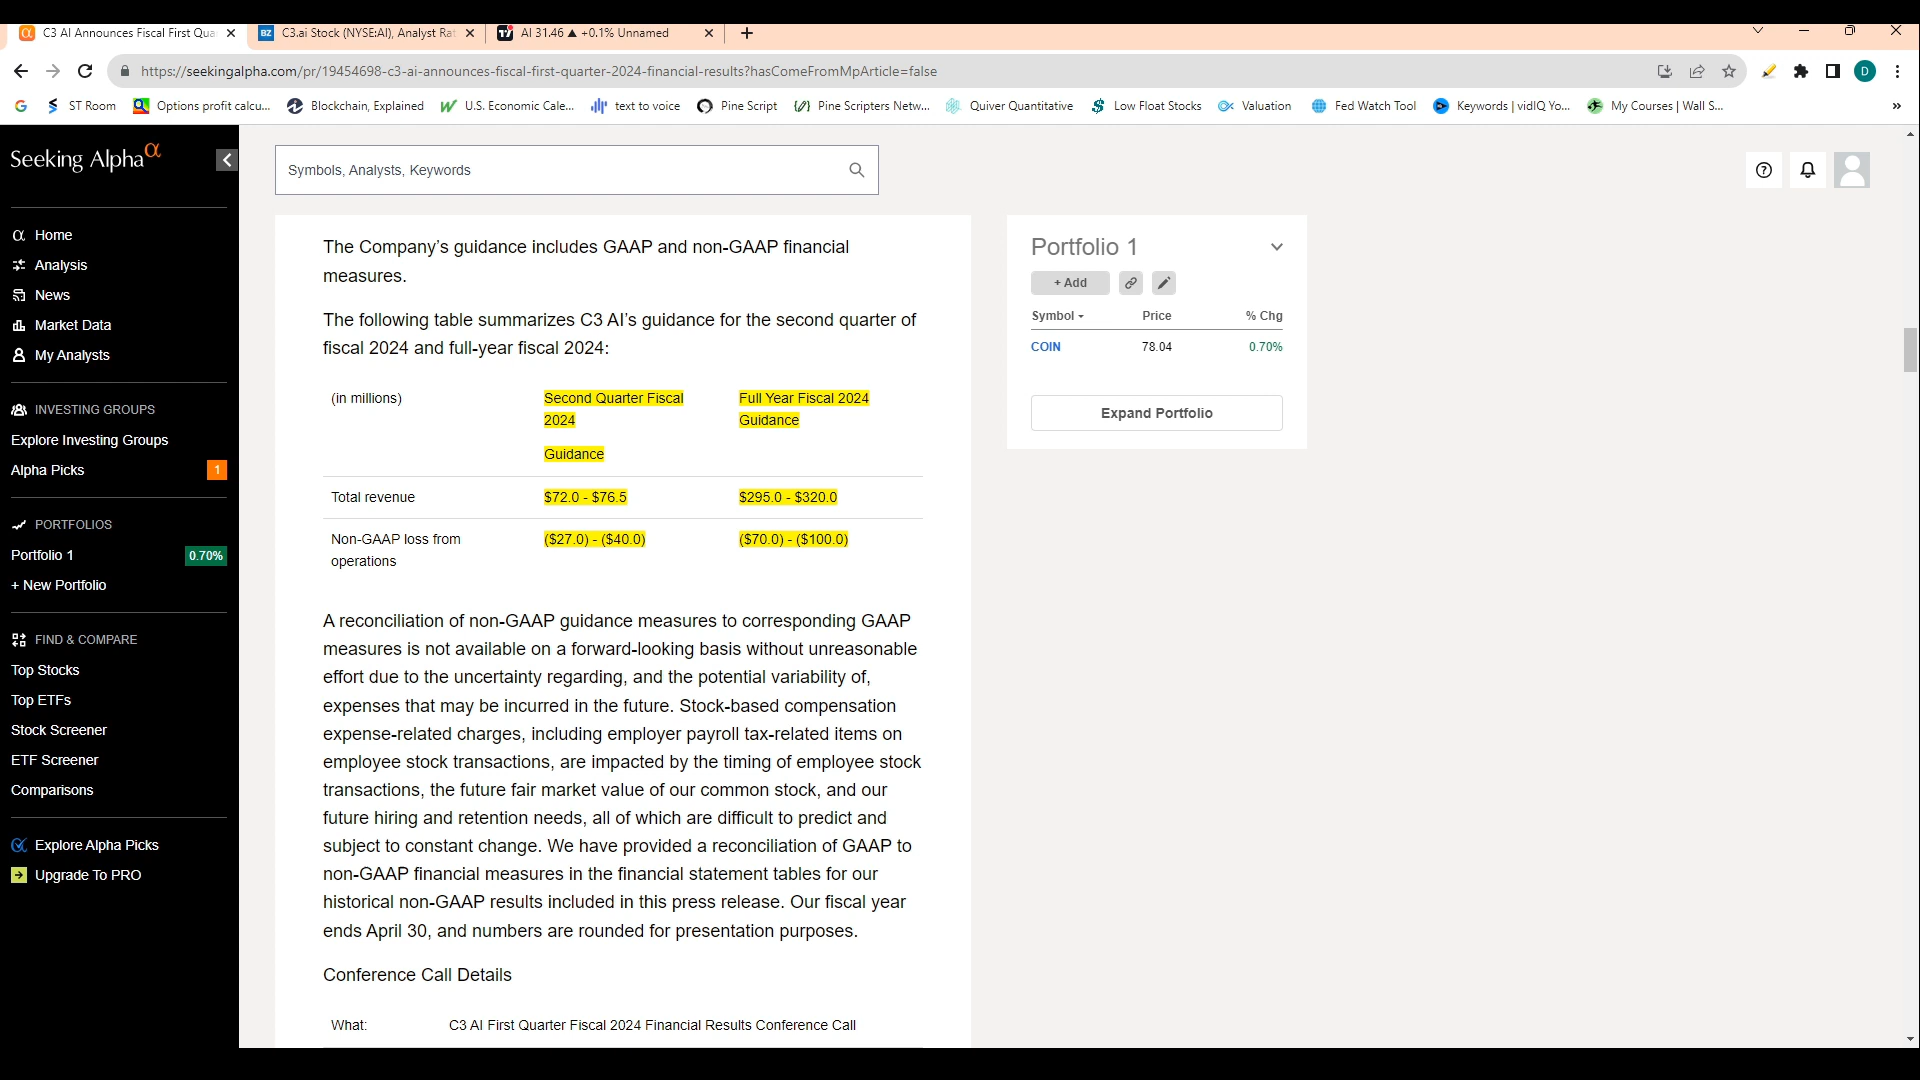 C3 AI Announces Fiscal First Qua
C3.ai Stock (NYSE:AI), Analyst Rat
AI 31.46 ▲ +0.1% Unnamed
https://seekingalpha.com/pr/19454698-c3-ai-announces-fiscal-first-quarter-2024-financial-results?hasComeFromMpArticle=false
D
ST Room
Options profit calcu...
Blockchain, Explained
U.S. Economic Cale...
text to voice
Pine Script
Pine Scripters Netw...
Quiver Quantitative
Low Float Stocks
Valuation
Fed Watch Tool
Keywords | vidIQ Yo...
My Courses | Wall S...
»
Seeking Alpha α
Home
Analysis
News
Market Data
My Analysts
INVESTING GROUPS
Explore Investing Groups
Alpha Picks 1
PORTFOLIOS
Portfolio 1 0.70%
+ New Portfolio
FIND & COMPARE
Top Stocks
Top ETFs
Stock Screener
ETF Screener
Comparisons
Explore Alpha Picks
Upgrade To PRO
Symbols, Analysts, Keywords
The Company's guidance includes GAAP and non-GAAP financial
measures.
The following table summarizes C3 AI's guidance for the second quarter of
fiscal 2024 and full-year fiscal 2024:
(in millions) Second Quarter Fiscal Full Year Fiscal 2024
2024 Guidance
Guidance
Total revenue $72.0 - $76.5 $295.0 - $320.0
Non-GAAP loss from ($27.0) - ($40.0) ($70.0) - ($100.0)
operations
A reconciliation of non-GAAP guidance measures to corresponding GAAP
measures is not available on a forward-looking basis without unreasonable
effort due to the uncertainty regarding, and the potential variability of,
expenses that may be incurred in the future. Stock-based compensation
expense-related charges, including employer payroll tax-related items on
employee stock transactions, are impacted by the timing of employee stock
transactions, the future fair market value of our common stock, and our
future hiring and retention needs, all of which are difficult to predict and
subject to constant change. We have provided a reconciliation of GAAP to
non-GAAP financial measures in the financial statement tables for our
historical non-GAAP results included in this press release. Our fiscal year
ends April 30, and numbers are rounded for presentation purposes.
Conference Call Details
What: C3 AI First Quarter Fiscal 2024 Financial Results Conference Call
Portfolio 1
+ Add
Symbol Price % Chg
COIN 78.04 0.70%
Expand Portfolio